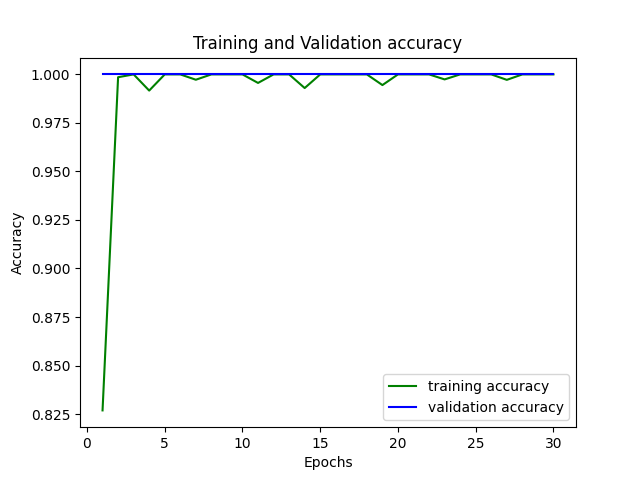 Training and Validation accuracy
1.000
0.975
0.950
0.925
0.900
0.875
0.850
0.825
Accuracy
training accuracy
validation accuracy
0 5 10 15 20 25 30
Epochs